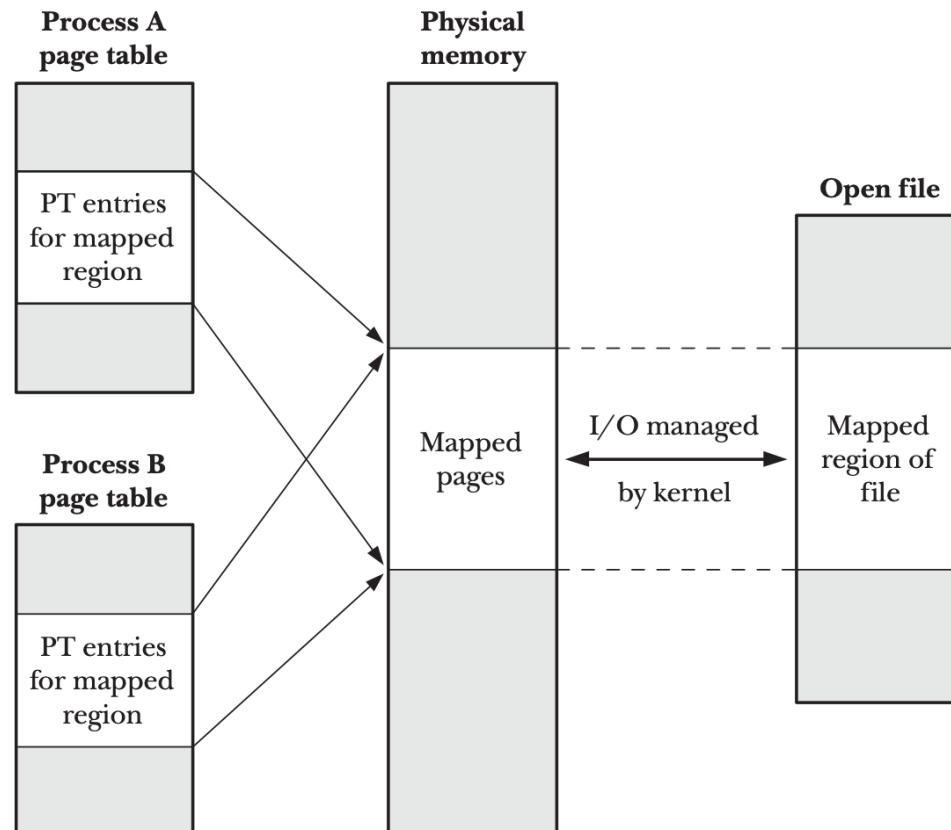 Process A
page table
PT entries
for mapped
region
Process B
page table
PT entries
for mapped
region
Physical
memory
Mapped
pages
I/O managed
by kernel
Open file
Mapped
region of
file